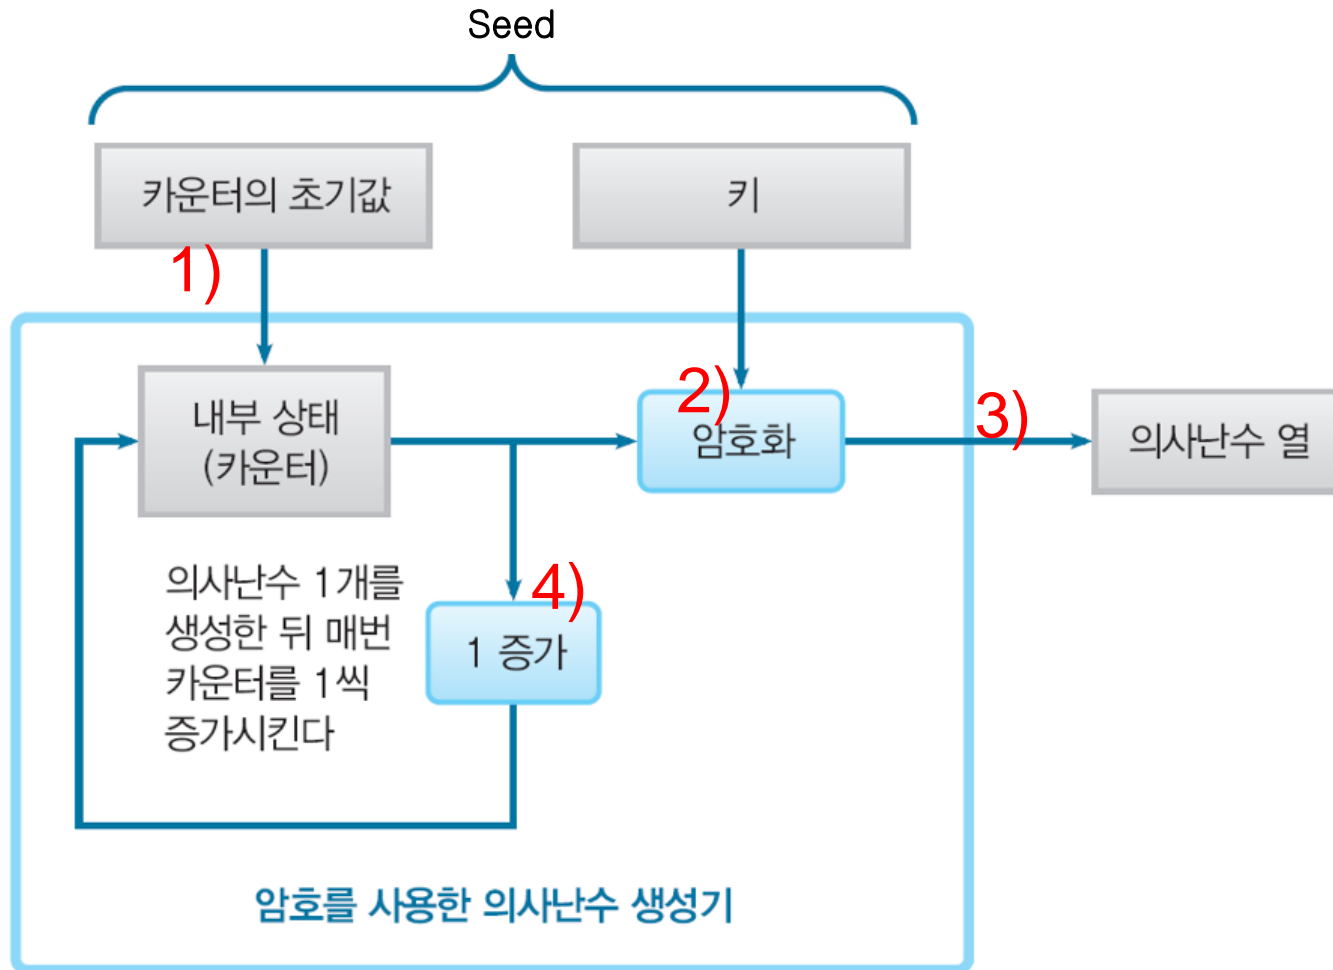 Seed
카운터의 초기값
키
1)
2)
3)
내부 상태
(카운터)
암호화
의사난수 열
4)
의사난수 1개를
생성한 뒤 매번
카운터를 1씩
증가시킨다
1 증가
암호를 사용한 의사난수 생성기